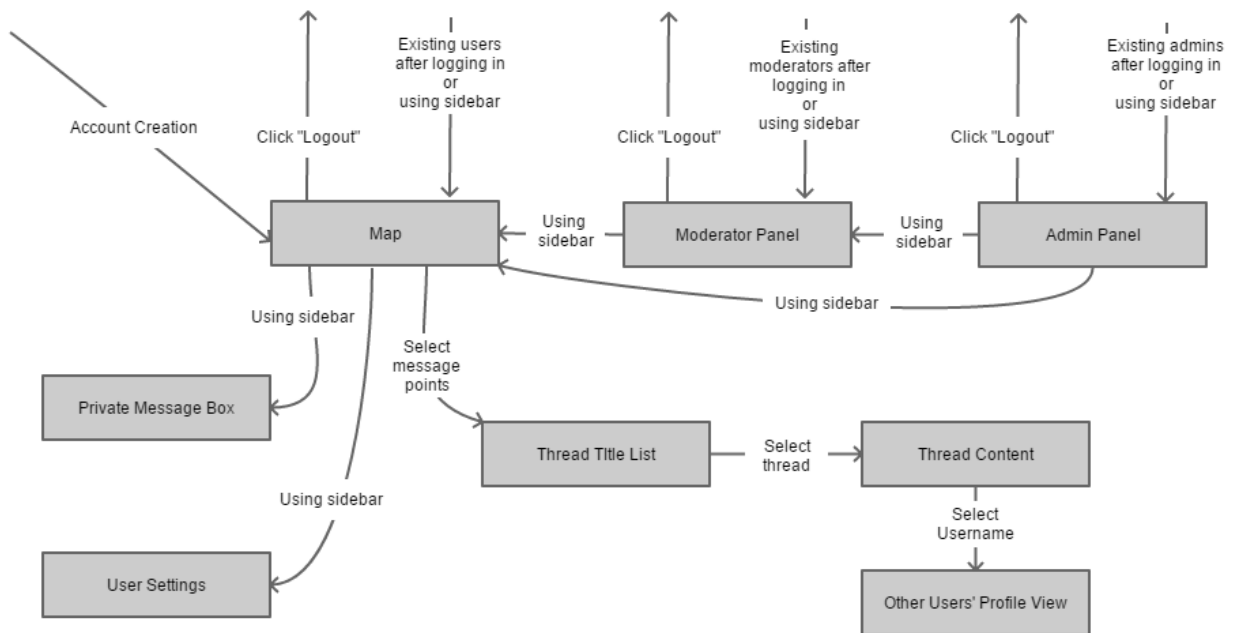 Existing users
after logging in
or
using sidebar
Existing
moderators after
logging in
or
using sidebar
Existing admins
after logging in
or
using sidebar
Account Creation
Click "Logout"
Click "Logout"
Click "Logout"
Map
Using
sidebar
Moderator Panel
Using
sidebar
Admin Panel
Using sidebar
Using sidebar
Select
message
points
Private Message Box
Thread TItle List
Select
thread
Thread Content
Using sidebar
Select
Username
User Settings
Other Users' Profile View